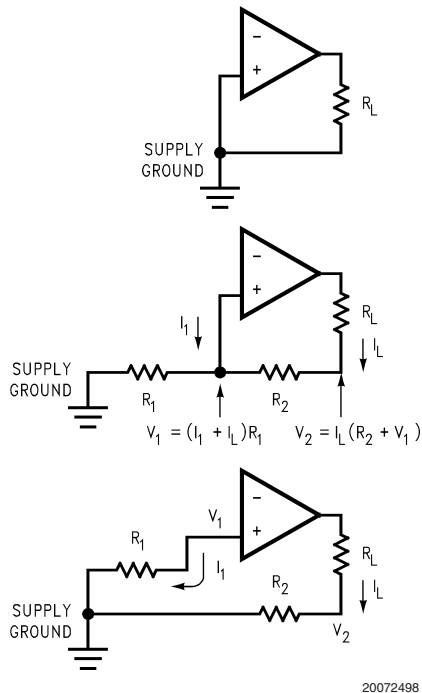 −
+
R_L
SUPPLY
GROUND
−
+
R_L
I_1
I_L
SUPPLY
GROUND
R_1
R_2
V_1 = (I_1 + I_L)R_1
V_2 = I_L(R_2 + V_1)
−
+
V_1
R_1
I_1
R_L
R_2
I_L
SUPPLY
GROUND
V_2
20072498